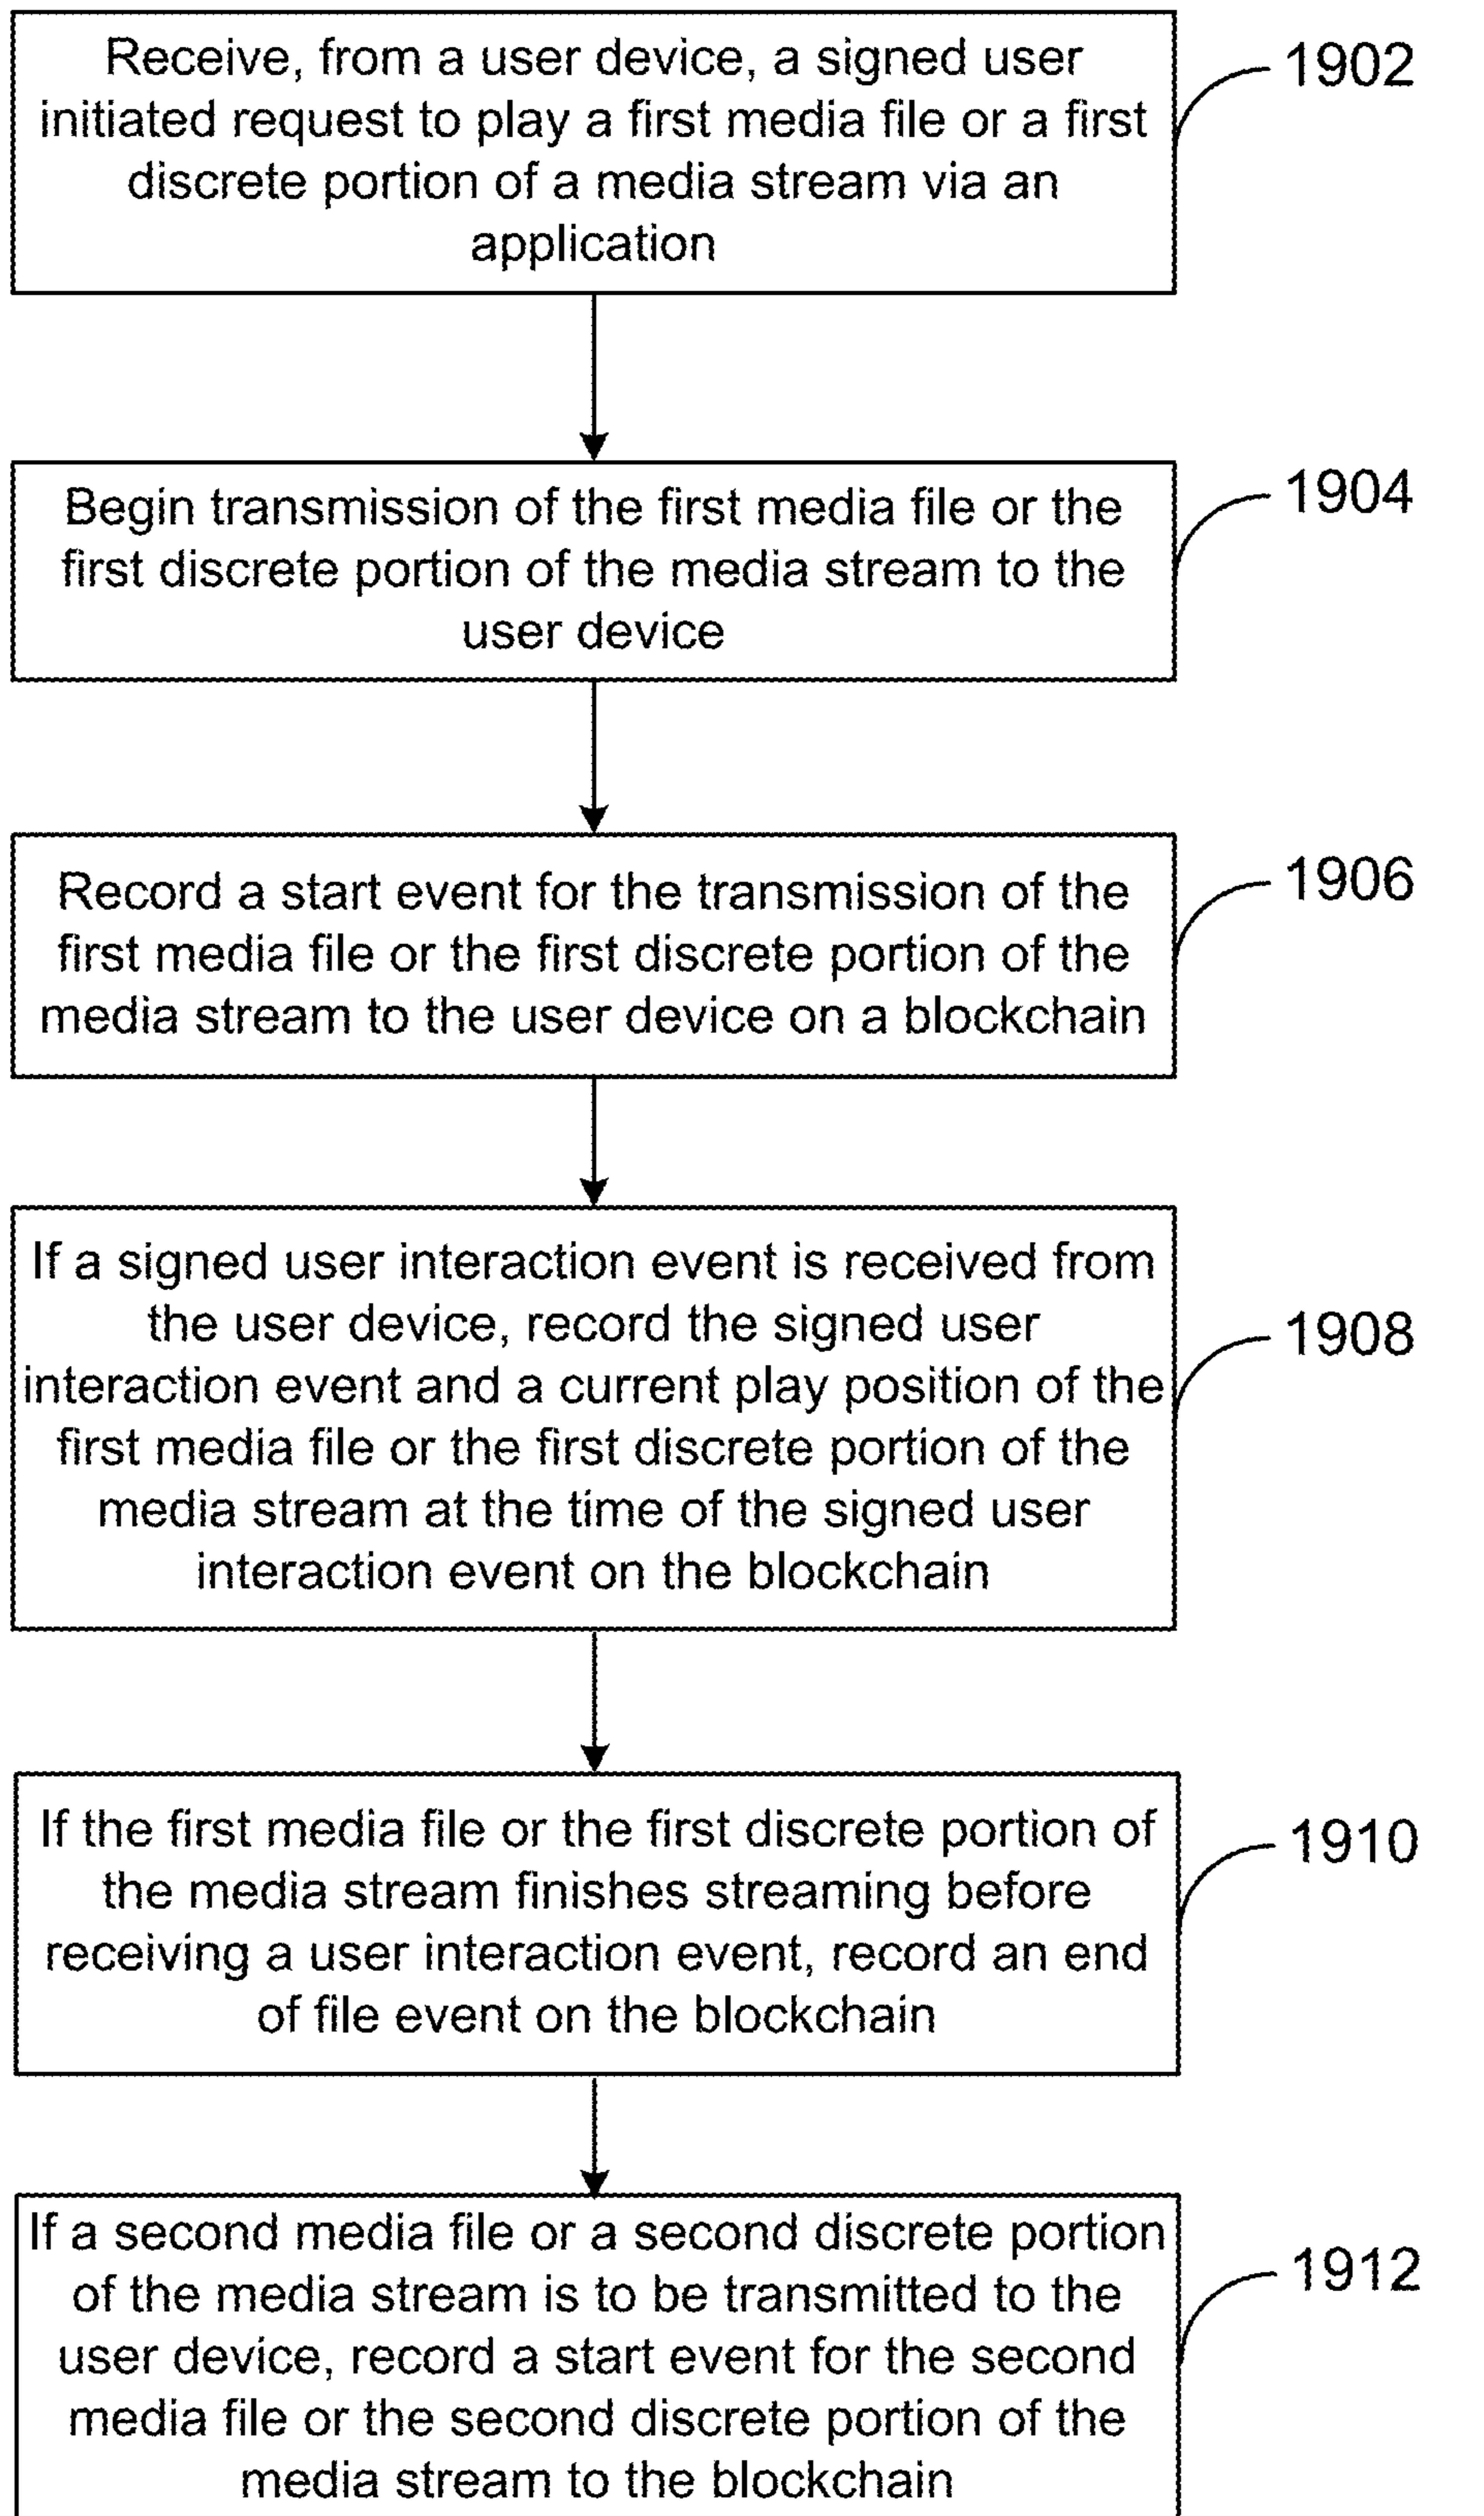 Receive, from a user device, a signed user
initiated request to play a first media file or a first
discrete portion of a media stream via an
application
1902
Begin transmission of the first media file or the
first discrete portion of the media stream to the
user device
1904
Record a start event for the transmission of the
first media file or the first discrete portion of the
media stream to the user device on a blockchain
1906
If a signed user interaction event is received from
the user device, record the signed user
interaction event and a current play position of the
first media file or the first discrete portion of the
media stream at the time of the signed user
interaction event on the blockchain
1908
If the first media file or the first discrete portion of
the media stream finishes streaming before
receiving a user interaction event, record an end
of file event on the blockchain
1910
If a second media file or a second discrete portion
of the media stream is to be transmitted to the
user device, record a start event for the second
media file or the second discrete portion of the
media stream to the blockchain
1912